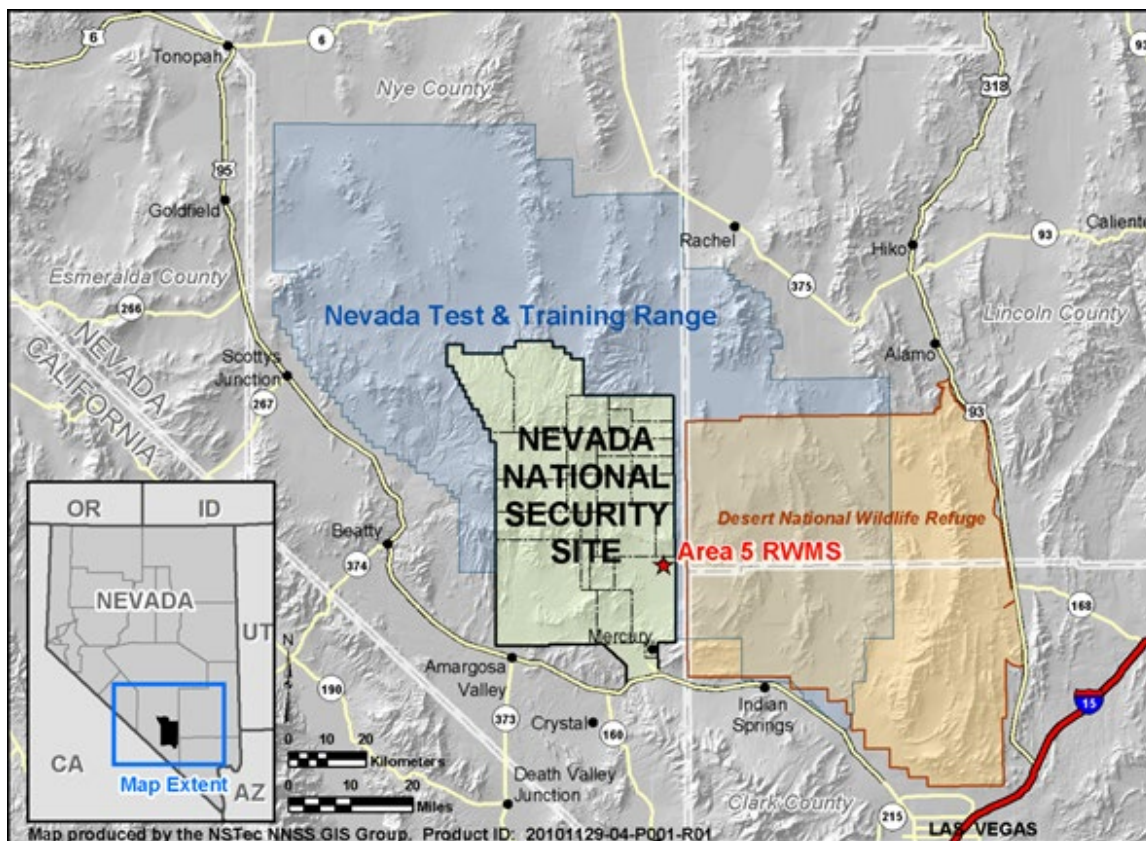 6
Tonopah
6
93
Nye County
318
95
Goldfield
Rachel
Hiko
93
Caliente
Esmeralda County
375
266
Nevada Test & Training Range
Lincoln County
NEVADA
CALIFORNIA
Scottys
Junction
Alamo
267
93
NEVADA
NATIONAL
SECURITY
SITE
Desert National Wildlife Refuge
Area 5 RWMS
Beatty
374
OR
ID
NEVADA
UT
CA
AZ
Map Extent
N
168
Mercury
Amargosa
Valley
190
373
Crystal
160
Indian
Springs
15
0 10 20
Kilometers
0 10 20
Miles
Death Valley
Junction
Clark County
215
LAS VEGAS
Map produced by the NSTec NNSS GIS Group. Product ID: 20101129-04-P001-R01